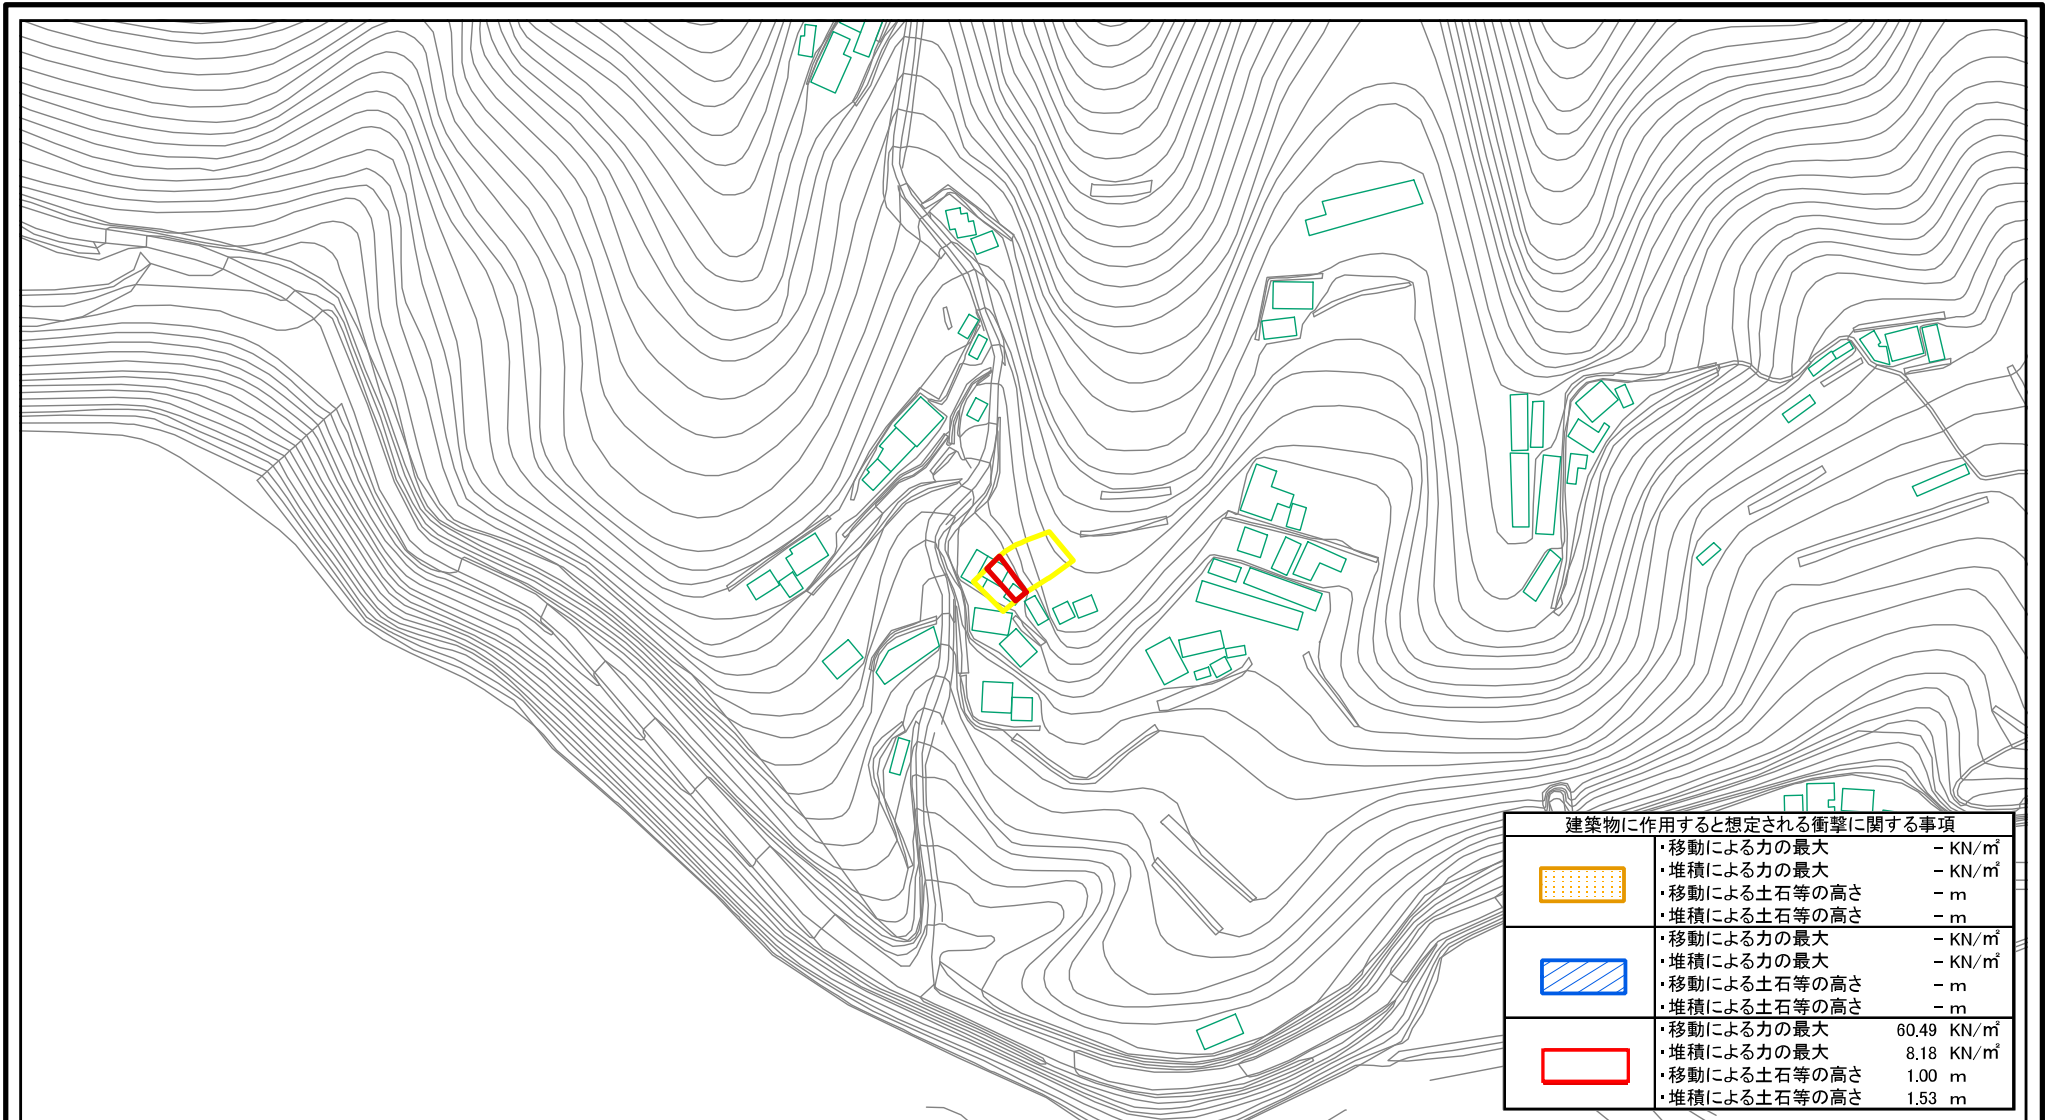 建築物に作用すると想定される衝撃に関する事項
・移動による力の最大 － KN/㎡
・堆積による力の最大 － KN/㎡
・移動による土石等の高さ － m
・堆積による土石等の高さ － m
・移動による力の最大 － KN/㎡
・堆積による力の最大 － KN/㎡
・移動による土石等の高さ － m
・堆積による土石等の高さ － m
・移動による力の最大 60.49 KN/㎡
・堆積による力の最大 8.18 KN/㎡
・移動による土石等の高さ 1.00 m
・堆積による土石等の高さ 1.53 m